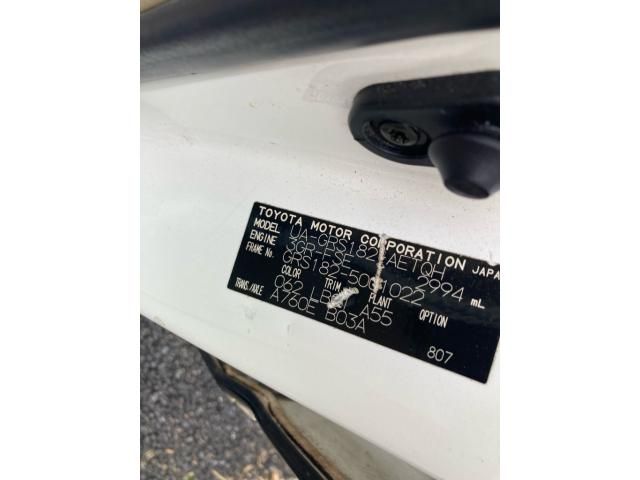 TOYOTA MOTOR CORPORATION JAPAN
MODEL UA-GRS182-AETQH
ENGINE 3GR-FSE 2994 mL
FRAME No. GRS182-5001022
COLOR TRIM PLANT OPTION
062 A55
TRANS./AXLE A760E B03A
807